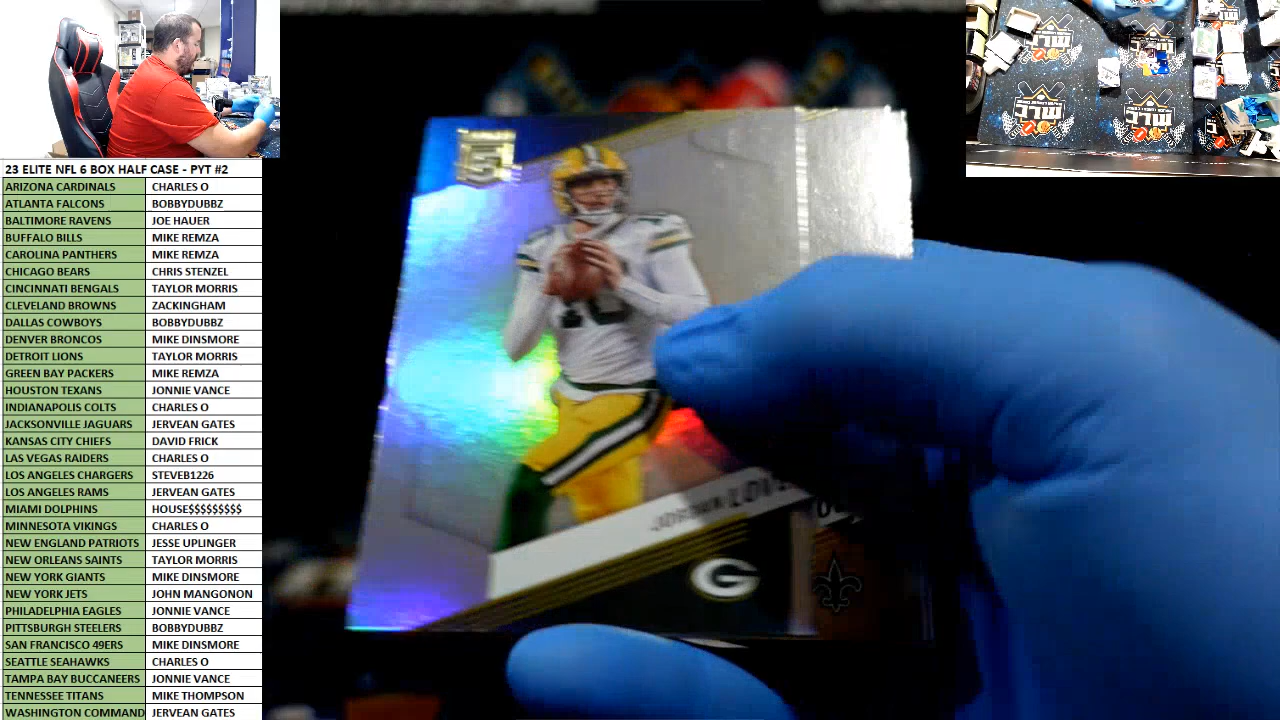 23 ELITE NFL 6 BOX HALF CASE - PYT #2
ARIZONA CARDINALS CHARLES O
ATLANTA FALCONS BOBBYDUBBZ
BALTIMORE RAVENS JOE HAUER
BUFFALO BILLS MIKE REMZA
CAROLINA PANTHERS MIKE REMZA
CHICAGO BEARS CHRIS STENZEL
CINCINNATI BENGALS TAYLOR MORRIS
CLEVELAND BROWNS ZACKINGHAM
DALLAS COWBOYS BOBBYDUBBZ
DENVER BRONCOS MIKE DINSMORE
DETROIT LIONS TAYLOR MORRIS
GREEN BAY PACKERS MIKE REMZA
HOUSTON TEXANS JONNIE VANCE
INDIANAPOLIS COLTS CHARLES O
JACKSONVILLE JAGUARS JERVEAN GATES
KANSAS CITY CHIEFS DAVID FRICK
LAS VEGAS RAIDERS CHARLES O
LOS ANGELES CHARGERS STEVEB1226
LOS ANGELES RAMS JERVEAN GATES
MIAMI DOLPHINS HOUSE$$$$$$$$$
MINNESOTA VIKINGS CHARLES O
NEW ENGLAND PATRIOTS JESSE UPLINGER
NEW ORLEANS SAINTS TAYLOR MORRIS
NEW YORK GIANTS MIKE DINSMORE
NEW YORK JETS JOHN MANGONON
PHILADELPHIA EAGLES JONNIE VANCE
PITTSBURGH STEELERS BOBBYDUBBZ
SAN FRANCISCO 49ERS MIKE DINSMORE
SEATTLE SEAHAWKS CHARLES O
TAMPA BAY BUCCANEERS JONNIE VANCE
TENNESSEE TITANS MIKE THOMPSON
WASHINGTON COMMAND JERVEAN GATES
10
JORDAN LOVE
G
MLC
MLC
MLC
MLC